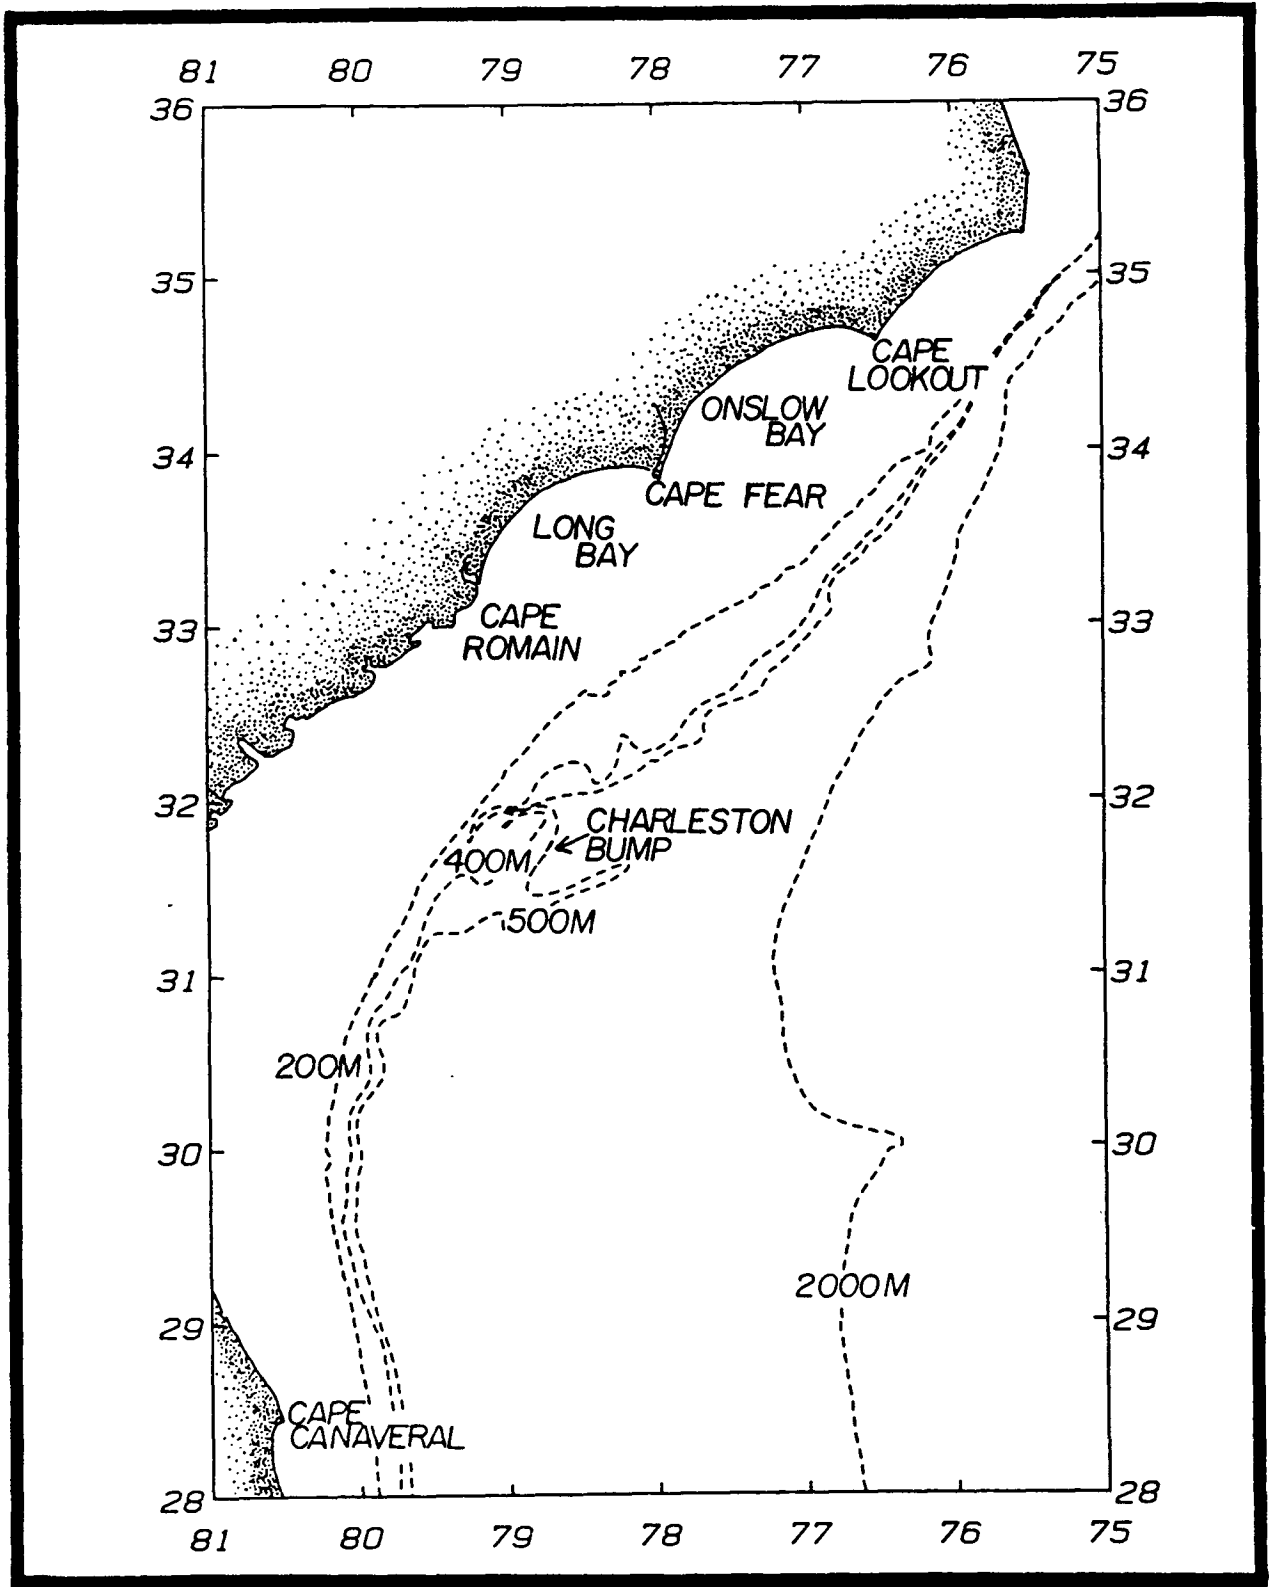 81 80 79 78 77 76 75
36 36
35 35
CAPE
LOOKOUT
ONSLOW
BAY
34 34
CAPE FEAR
LONG
BAY
33 33
CAPE
ROMAIN
32 32
CHARLESTON
BUMP
400M
500M
31 31
200M
30 30
2000M
29 29
CAPE
CANAVERAL
28 28
81 80 79 78 77 76 75